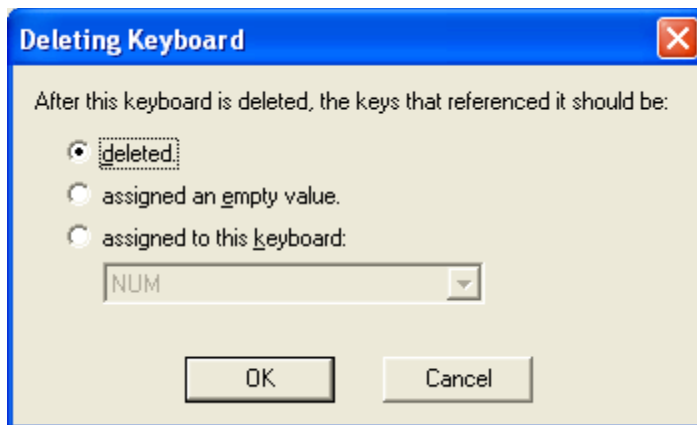 Deleting Keyboard
After this keyboard is deleted, the keys that referenced it should be:
deleted.
assigned an empty value.
assigned to this keyboard:
NUM
OK Cancel